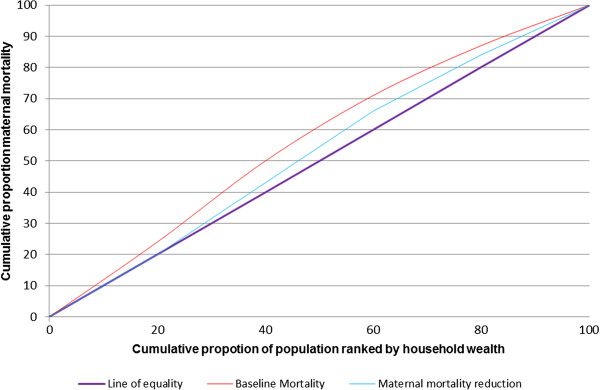 Cumulative proportion maternal mortality
100
90
80
70
60
50
40
30
20
10
0
0 20 40 60 80 100
Cumulative propotion of population ranked by household wealth
Line of equality Baseline Mortality Maternal mortality reduction